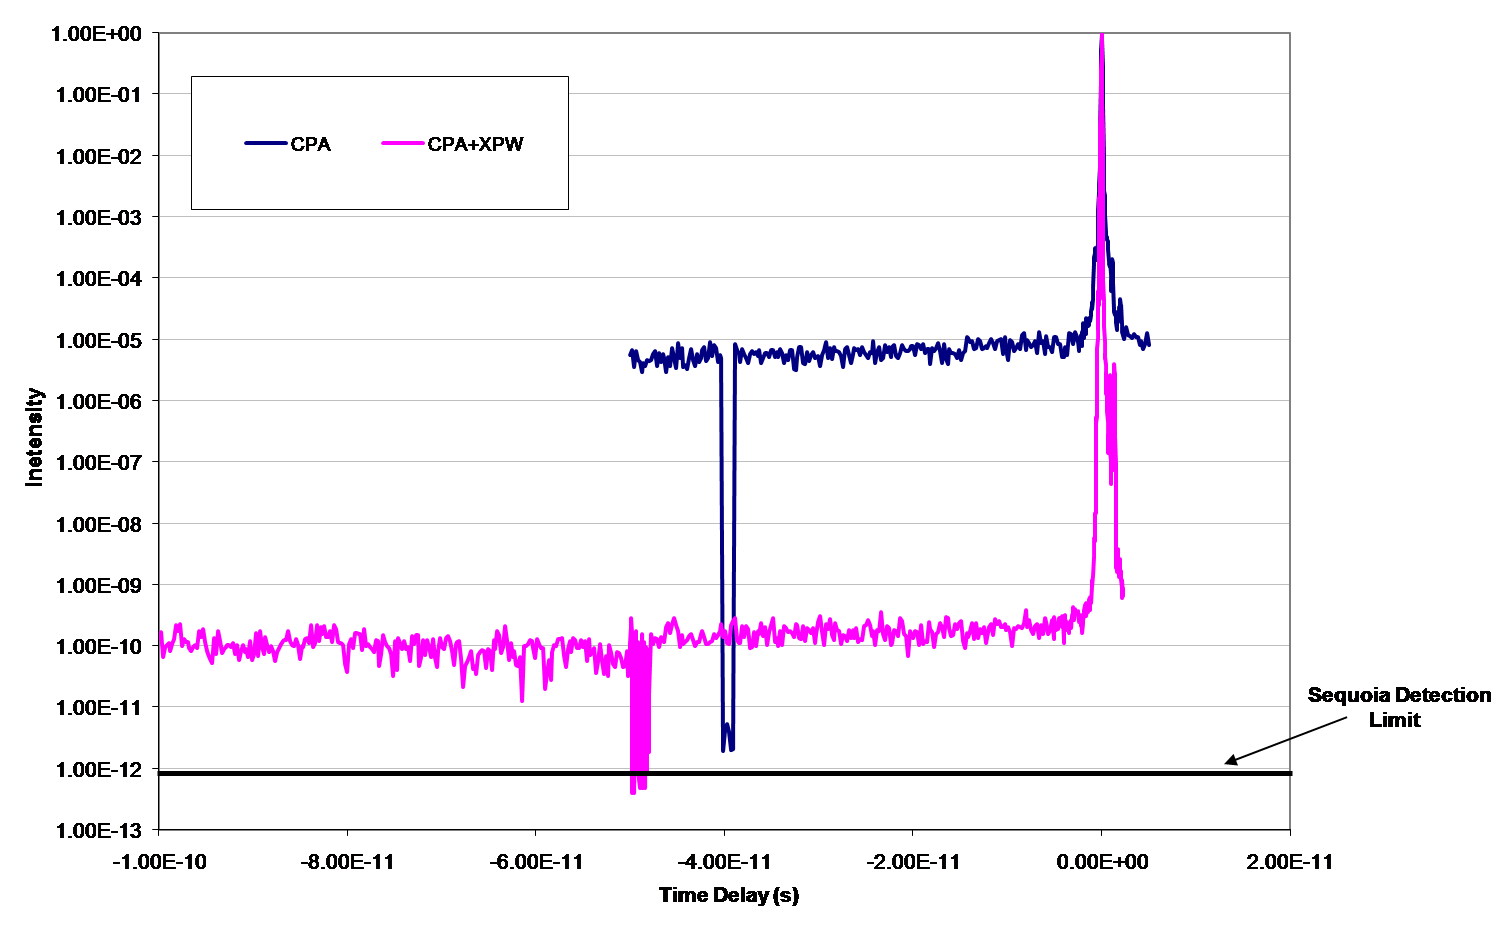 1.00E+00
1.00E-01
1.00E-02
1.00E-03
1.00E-04
1.00E-05
1.00E-06
1.00E-07
1.00E-08
1.00E-09
1.00E-10
1.00E-11
1.00E-12
1.00E-13
Inetensity
CPA
CPA+XPW
Sequoia Detection
Limit
-1.00E-10
-8.00E-11
-6.00E-11
-4.00E-11
-2.00E-11
0.00E+00
2.00E-11
Time Delay (s)